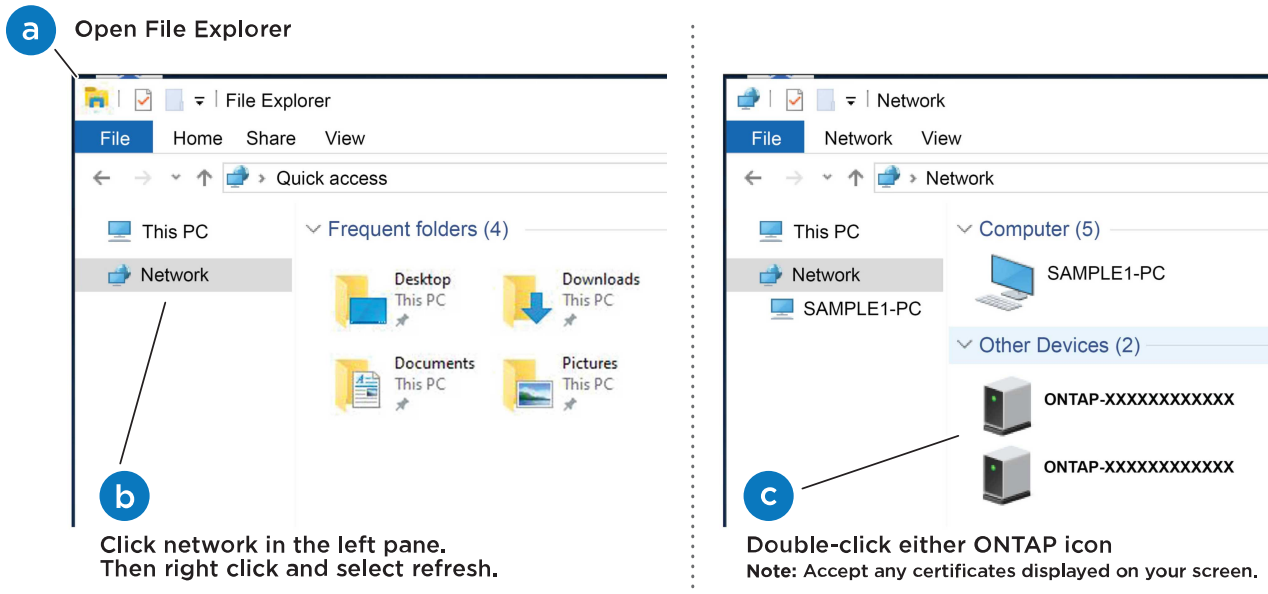 a
Open File Explorer
File Explorer
File Home Share View
Quick access
This PC
Network
Frequent folders (4)
Desktop
This PC
Downloads
This PC
Documents
This PC
Pictures
This PC
b
Click network in the left pane.
Then right click and select refresh.
Network
File Network View
Network
This PC
Network
SAMPLE1-PC
Computer (5)
SAMPLE1-PC
Other Devices (2)
ONTAP-XXXXXXXXXXXX
ONTAP-XXXXXXXXXXXX
c
Double-click either ONTAP icon
Note: Accept any certificates displayed on your screen.